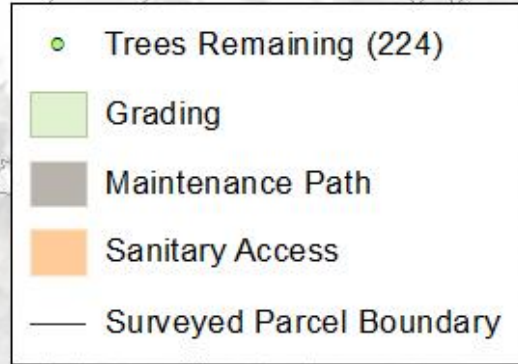 Trees Remaining (224)
Grading
Maintenance Path
Sanitary Access
Surveyed Parcel Boundary